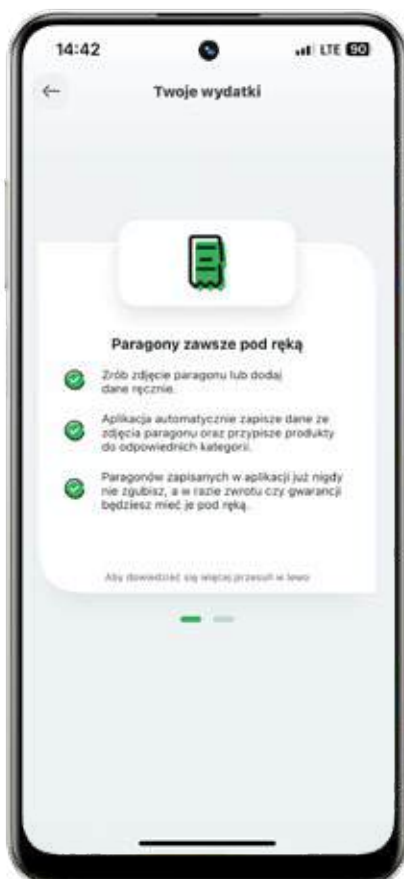 14:42
LTE 90
Twoje wydatki
Paragony zawsze pod ręką
Zrób zdjęcie paragonu lub dodaj
dane ręcznie.
Aplikacja automatycznie zapisze dane ze
zdjęcia paragonu oraz przypisze produkty
do odpowiednich kategorii.
Paragonów zapisanych w aplikacji już nigdy
nie zgubisz, a w razie zwrotu czy gwarancji
będziesz mieć je pod ręką.
Aby dowiedzieć się więcej przesuń w lewo